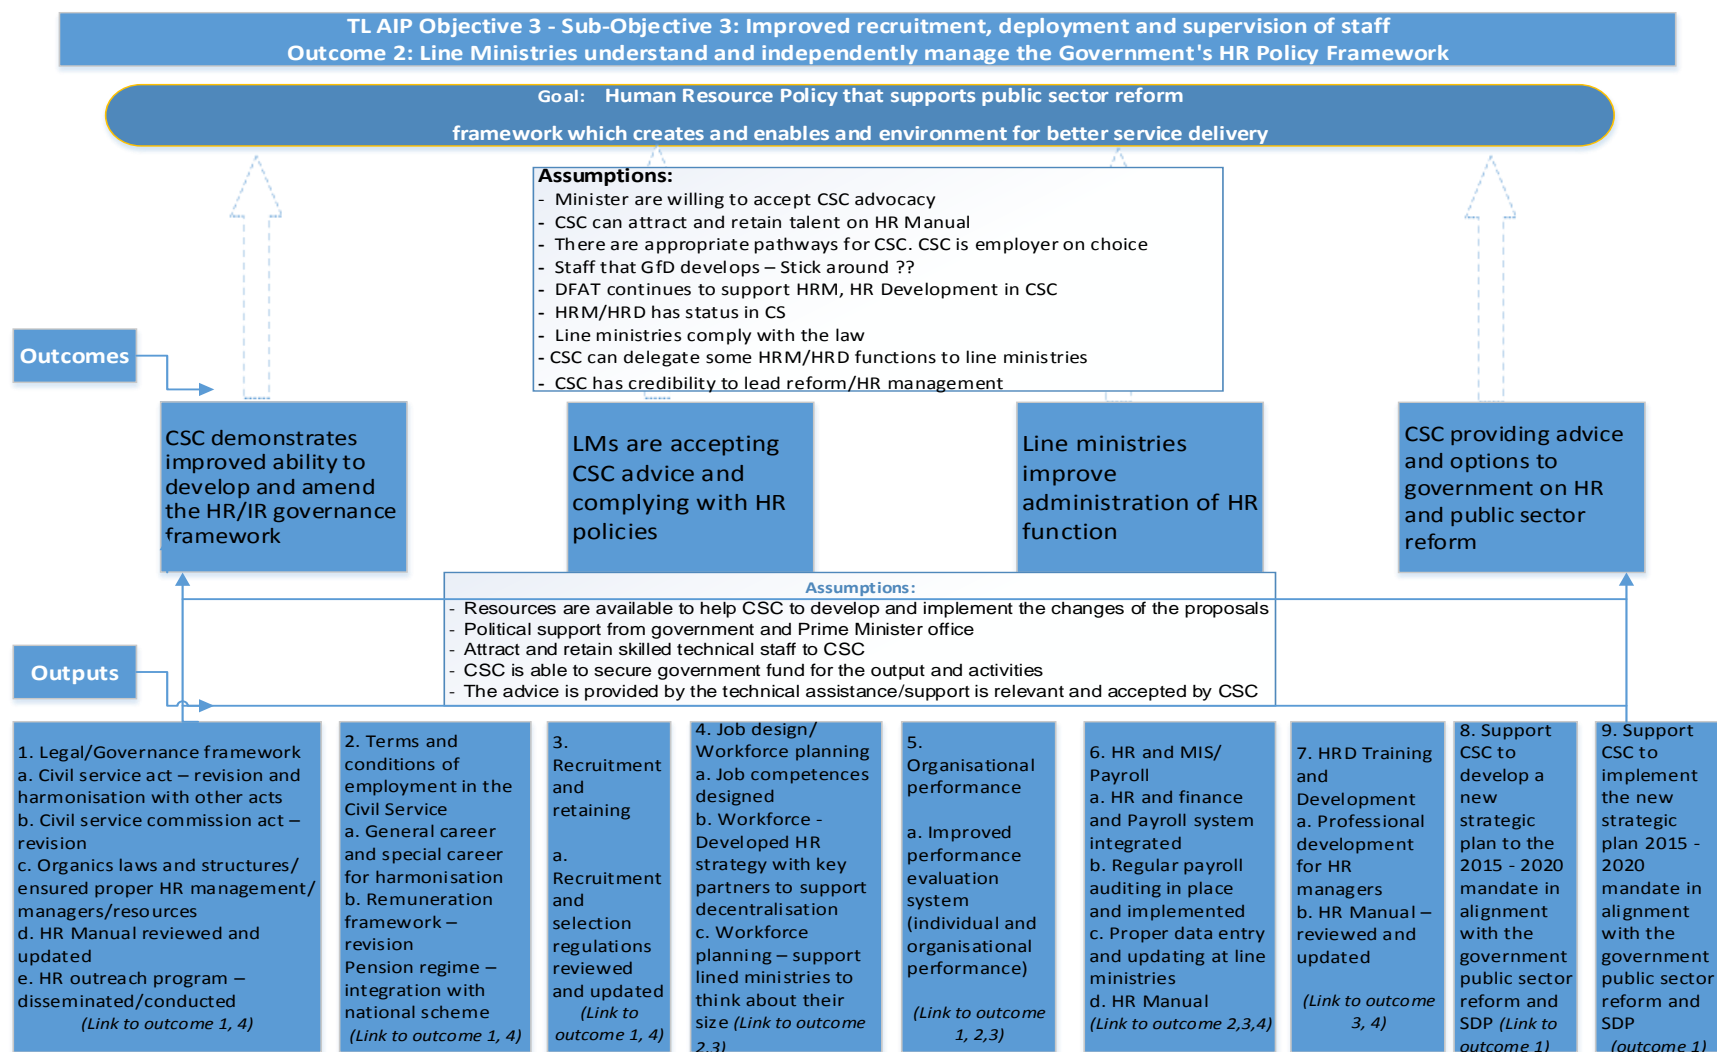 TL AIP Objective 3 - Sub-Objective 3: Improved recruitment, deployment and supervision of staff
Outcome 2: Line Ministries understand and independently manage the Government's HR Policy Framework
Goal: Human Resource Policy that supports public sector reform
framework which creates and enables and environment for better service delivery
Assumptions:
- Minister are willing to accept CSC advocacy
- CSC can attract and retain talent on HR Manual
- There are appropriate pathways for CSC. CSC is employer on choice
- Staff that GfD develops – Stick around ??
- DFAT continues to support HRM, HR Development in CSC
- HRM/HRD has status in CS
- Line ministries comply with the law
- CSC can delegate some HRM/HRD functions to line ministries
- CSC has credibility to lead reform/HR management
Outcomes
CSC demonstrates
improved ability to
develop and amend
the HR/IR governance
framework
LMs are accepting
CSC advice and
complying with HR
policies
Line ministries
improve
administration of HR
function
CSC providing advice
and options to
government on HR
and public sector
reform
Assumptions:
- Resources are available to help CSC to develop and implement the changes of the proposals
- Political support from government and Prime Minister office
- Attract and retain skilled technical staff to CSC
- CSC is able to secure government fund for the output and activities
- The advice is provided by the technical assistance/support is relevant and accepted by CSC
Outputs
1. Legal/Governance framework
a. Civil service act – revision and
harmonisation with other acts
b. Civil service commission act –
revision
c. Organics laws and structures/
ensured proper HR management/
managers/resources
d. HR Manual reviewed and
updated
e. HR outreach program –
disseminated/conducted
(Link to outcome 1, 4)
2. Terms and
conditions of
employment in the
Civil Service
a. General career
and special career
for harmonisation
b. Remuneration
framework –
revision
Pension regime –
integration with
national scheme
(Link to outcome 1, 4)
3.
Recruitment
and
retaining
a.
Recruitment
and
selection
regulations
reviewed
and updated
(Link to
outcome 1, 4)
4. Job design/
Workforce planning
a. Job competences
designed
b. Workforce -
Developed HR
strategy with key
partners to support
decentralisation
c. Workforce
planning – support
lined ministries to
think about their
size (Link to outcome
2,3)
5.
Organisational
performance
a. Improved
performance
evaluation
system
(individual and
organisational
performance)
(Link to outcome
1, 2,3)
6. HR and MIS/
Payroll
a. HR and finance
and Payroll system
integrated
b. Regular payroll
auditing in place
and implemented
c. Proper data entry
and updating at line
ministries
d. HR Manual
(Link to outcome 2,3,4)
7. HRD Training
and
Development
a. Professional
development
for HR
managers
b. HR Manual –
reviewed and
updated
(Link to outcome
3, 4)
8. Support
CSC to
develop a
new
strategic
plan to the
2015 - 2020
mandate in
alignment
with the
government
public sector
reform and
SDP (Link to
outcome 1)
9. Support
CSC to
implement
the new
strategic
plan 2015 -
2020
mandate in
alignment
with the
government
public sector
reform and
SDP
(outcome 1)